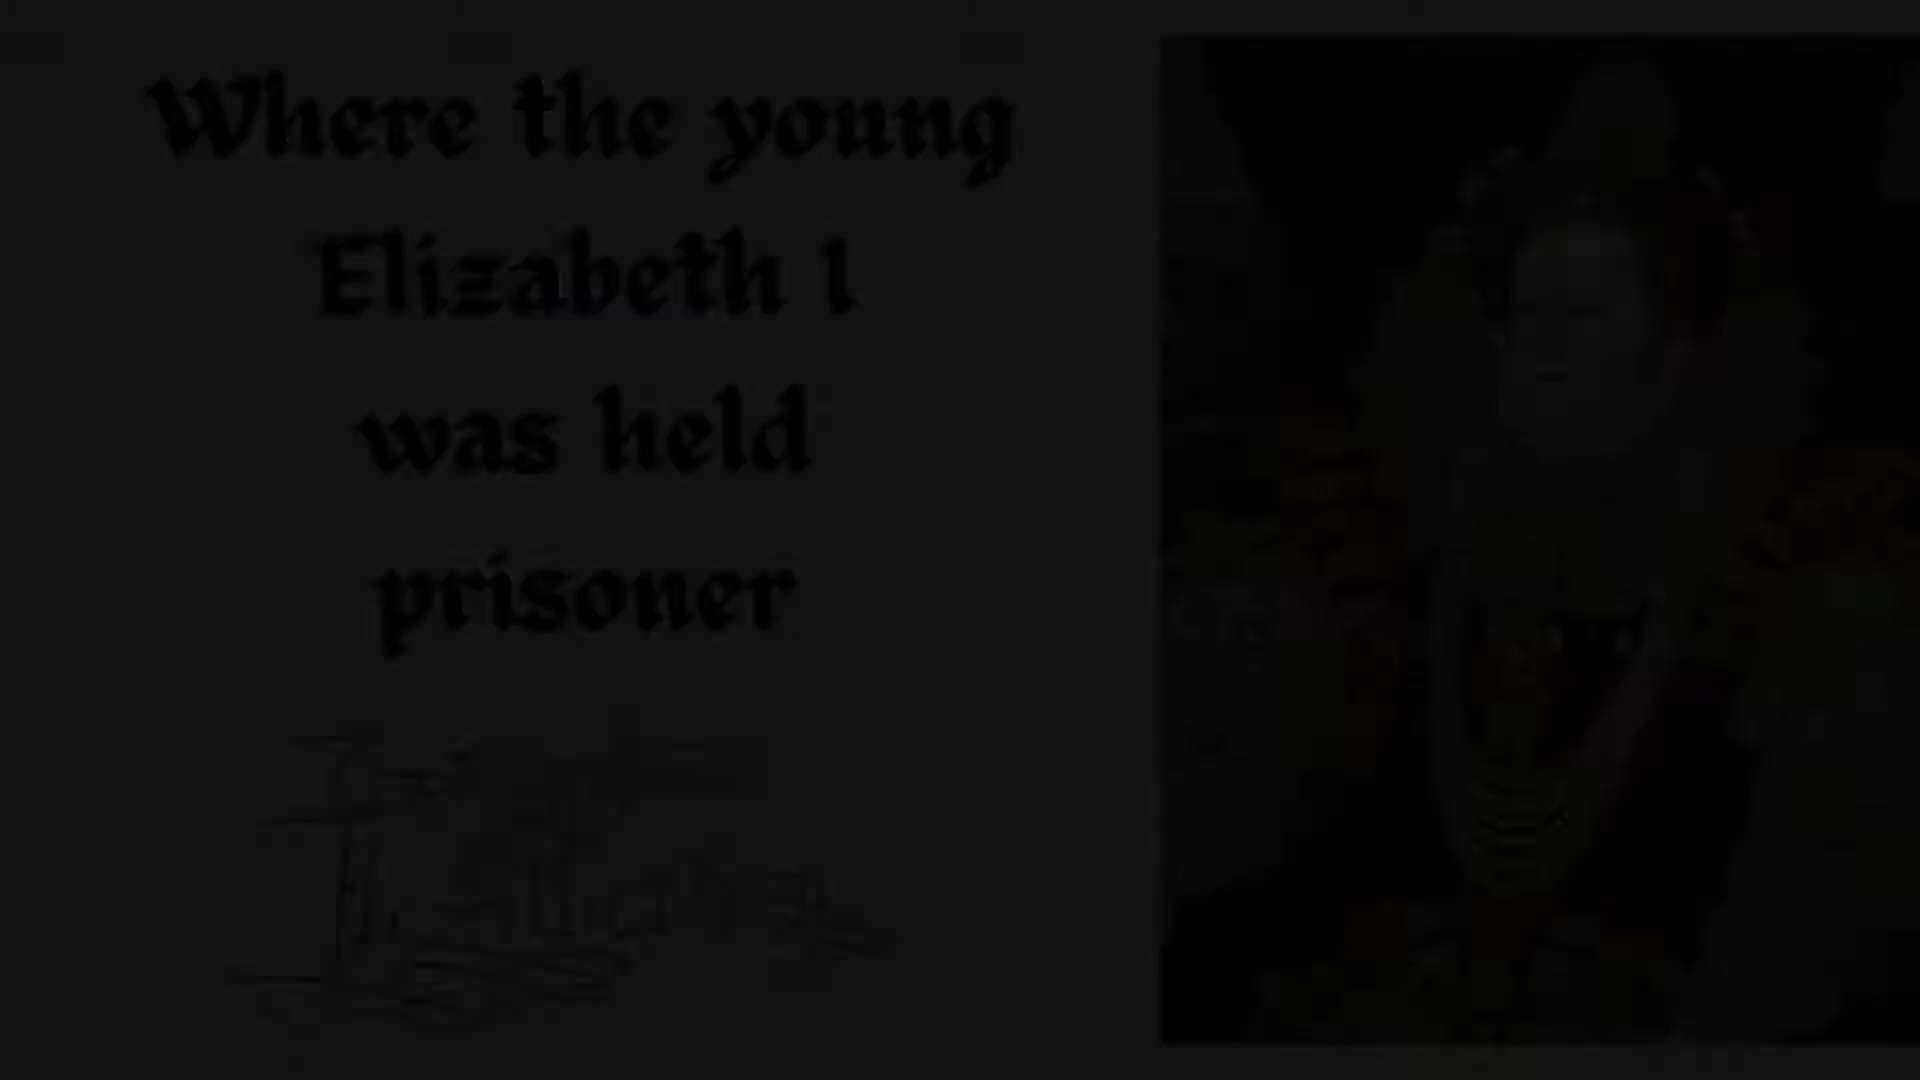 Where the young
Elizabeth I
was held
prisoner